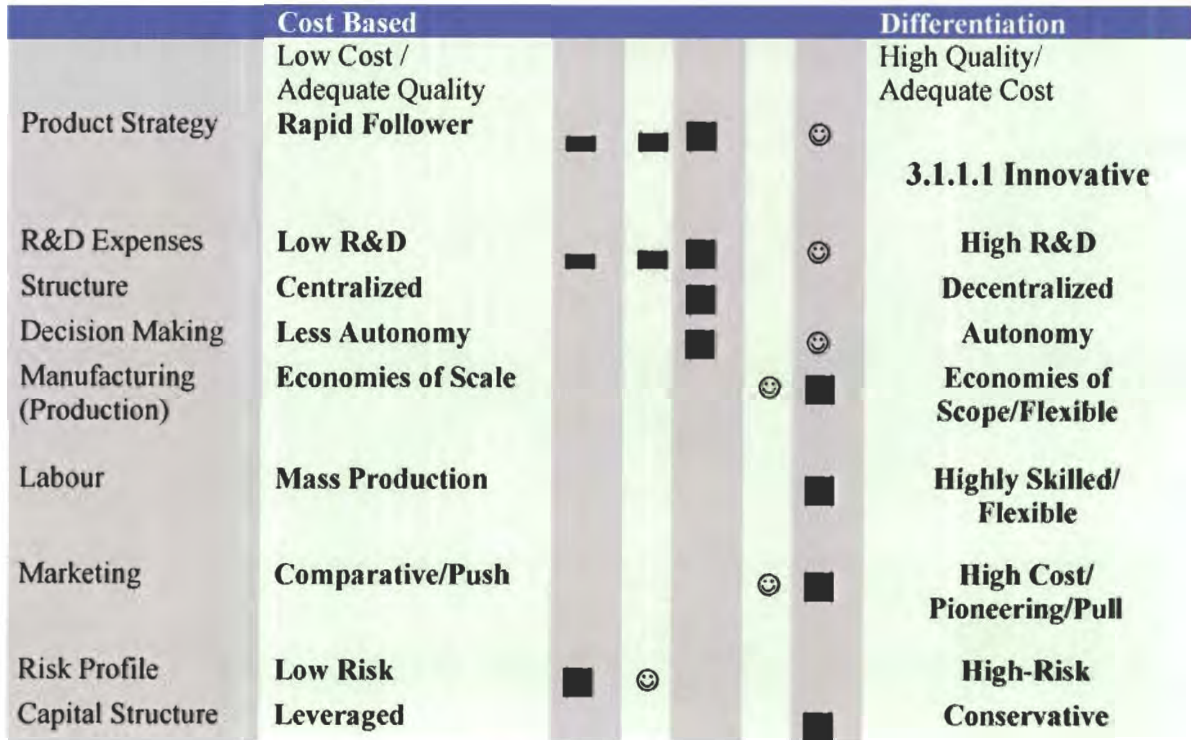 Cost Based Differentiation
Low Cost / High Quality/
Adequate Quality Adequate Cost
Product Strategy Rapid Follower
3.1.1.1 Innovative
R&D Expenses Low R&D High R&D
Structure Centralized Decentralized
Decision Making Less Autonomy Autonomy
Manufacturing Economies of Scale Economies of
(Production) Scope/Flexible
Labour Mass Production Highly Skilled/
Flexible
Marketing Comparative/Push High Cost/
Pioneering/Pull
Risk Profile Low Risk High-Risk
Capital Structure Leveraged Conservative